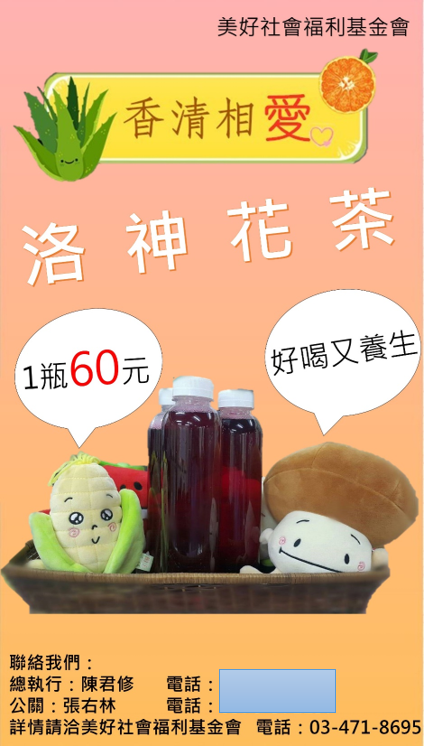 美好社會福利基金會
香清相愛
洛神花茶
1瓶60元
好喝又養生
聯絡我們：
總執行：陳君修 電話：
公關：張右林 電話：
詳情請洽美好社會福利基金會 電話：03-471-8695